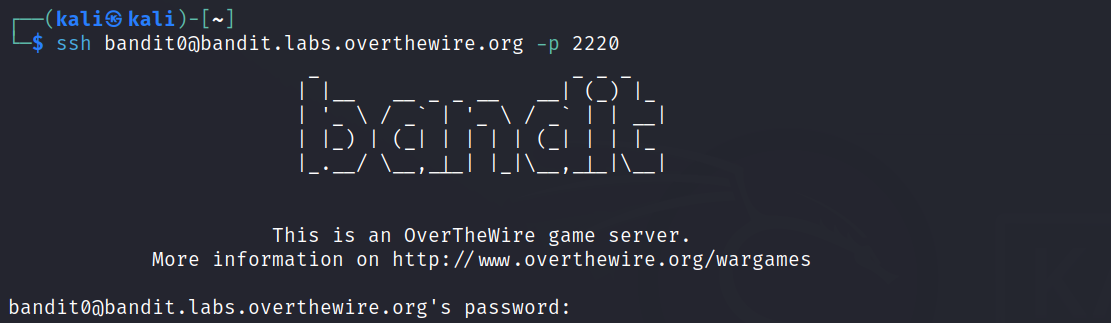 ┌──(kali㉿kali)-[~]
└─$ ssh bandit0@bandit.labs.overthewire.org -p 2220
bandit
This is an OverTheWire game server.
More information on http://www.overthewire.org/wargames
bandit0@bandit.labs.overthewire.org's password: